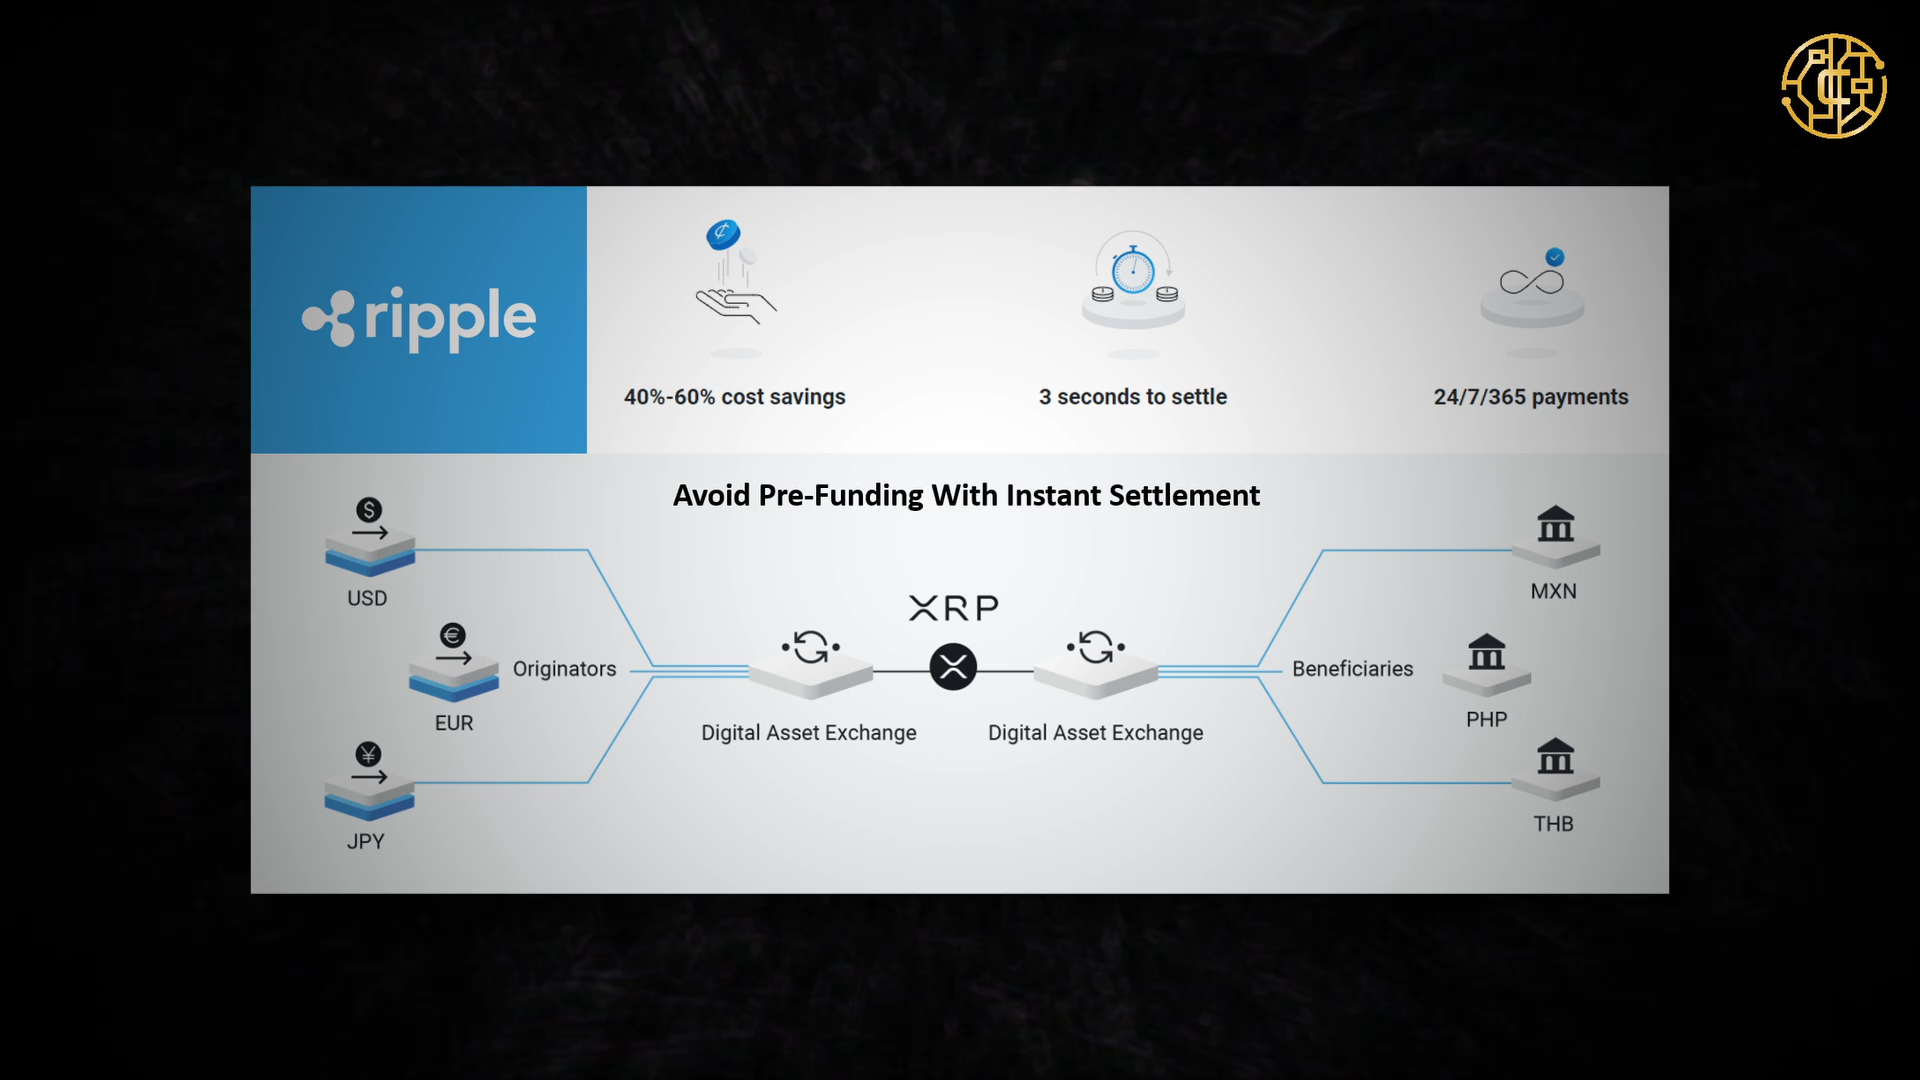 ripple
40%-60% cost savings
3 seconds to settle
24/7/365 payments
Avoid Pre-Funding With Instant Settlement
$
USD
€
EUR
¥
JPY
Originators
XRP
Digital Asset Exchange
Digital Asset Exchange
Beneficiaries
MXN
PHP
THB